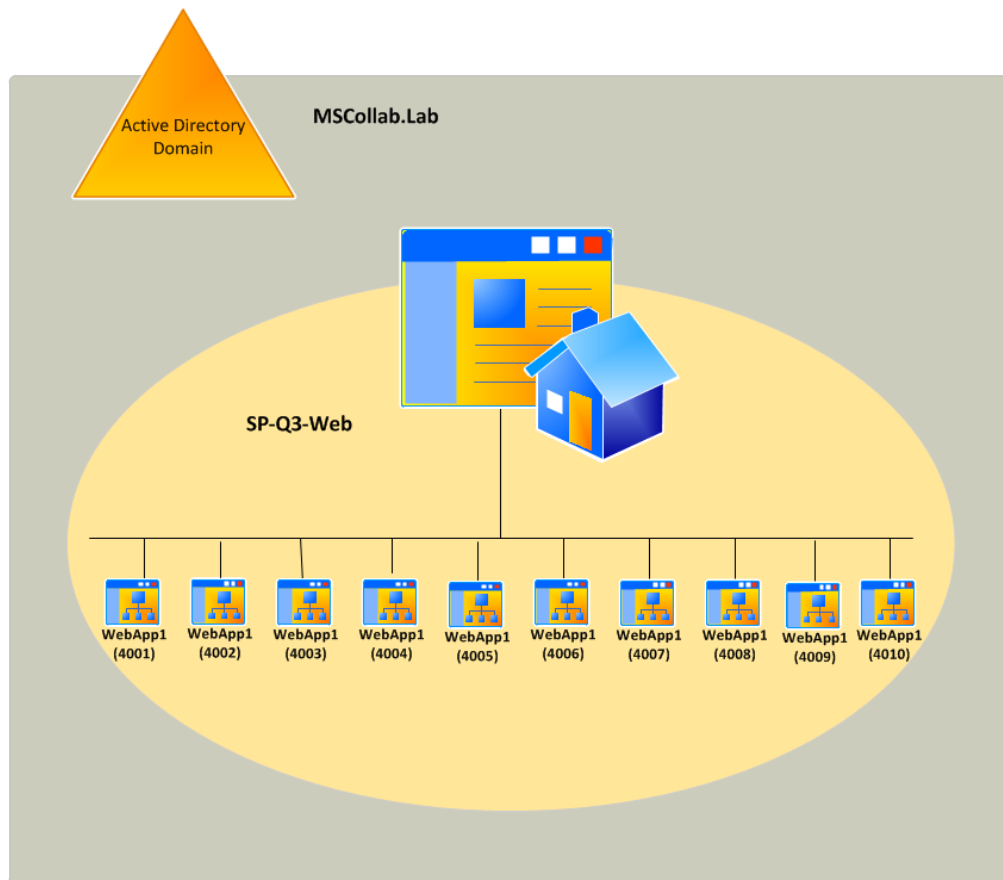 Active Directory
Domain
MSCollab.Lab
SP-Q3-Web
WebApp1
(4001)
WebApp1
(4002)
WebApp1
(4003)
WebApp1
(4004)
WebApp1
(4005)
WebApp1
(4006)
WebApp1
(4007)
WebApp1
(4008)
WebApp1
(4009)
WebApp1
(4010)